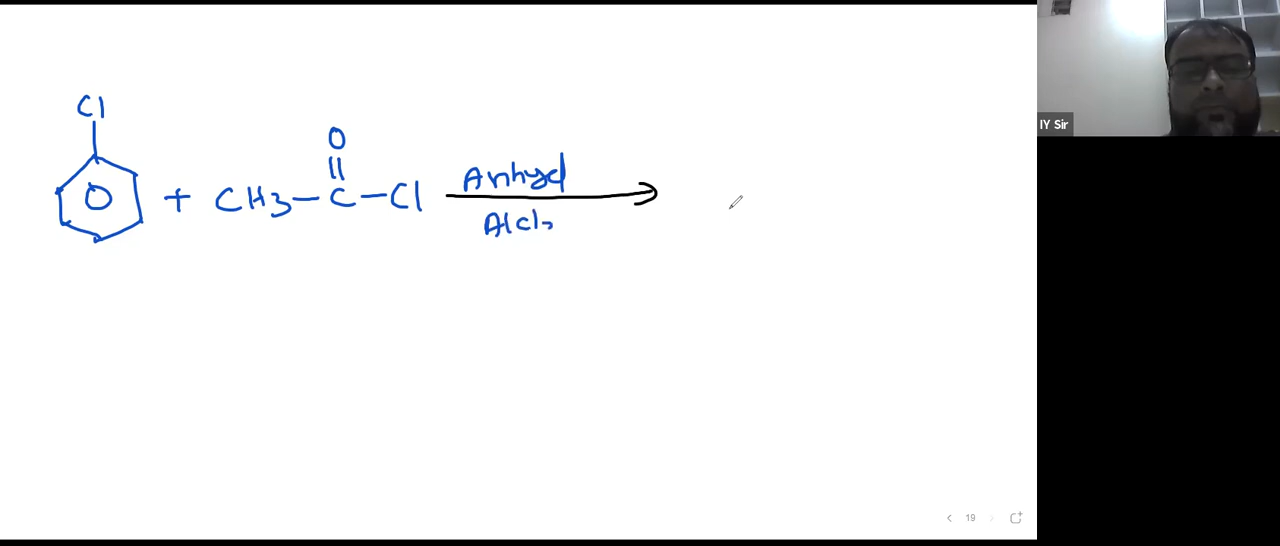 Cl
O
+ CH3—C—Cl
Anhyd
AlCl3
IY Sir
19